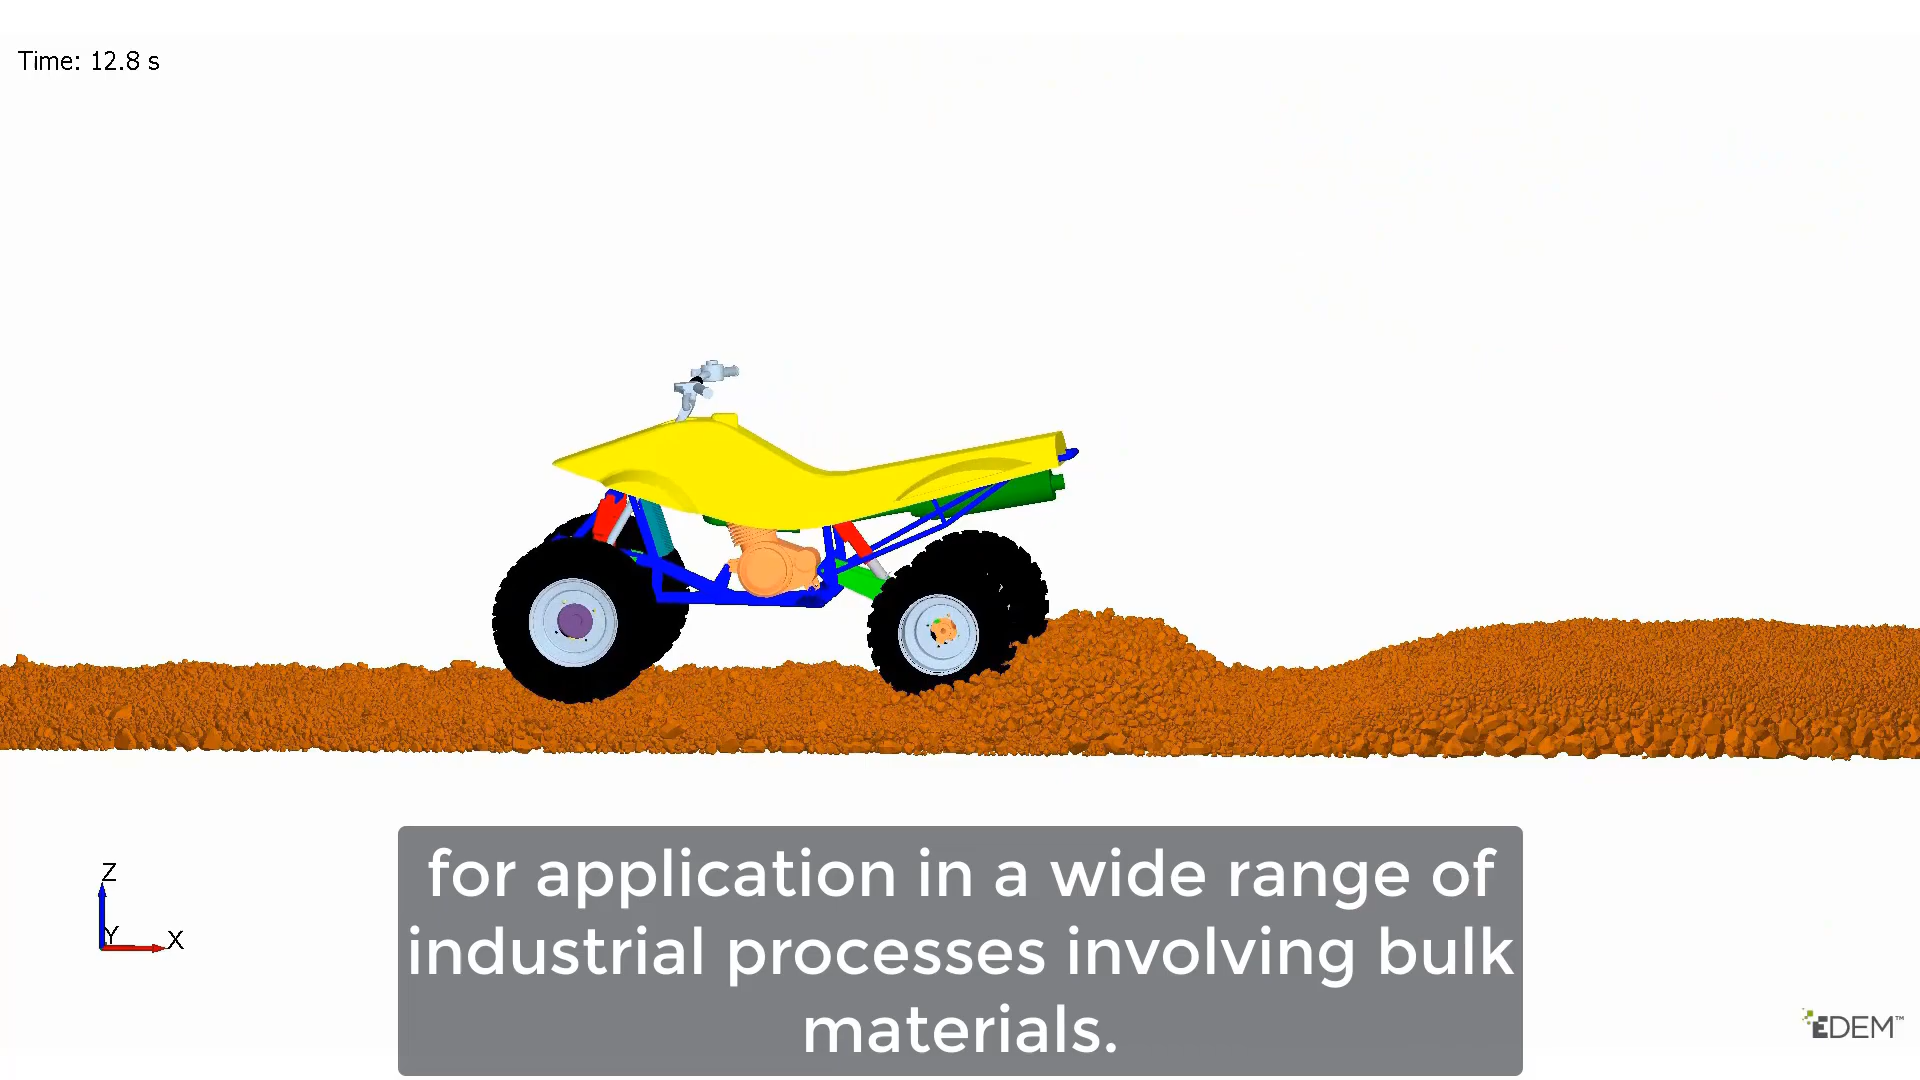 Time: 12.8 s
Z
Y
X
for application in a wide range of
industrial processes involving bulk
materials.
EDEM™